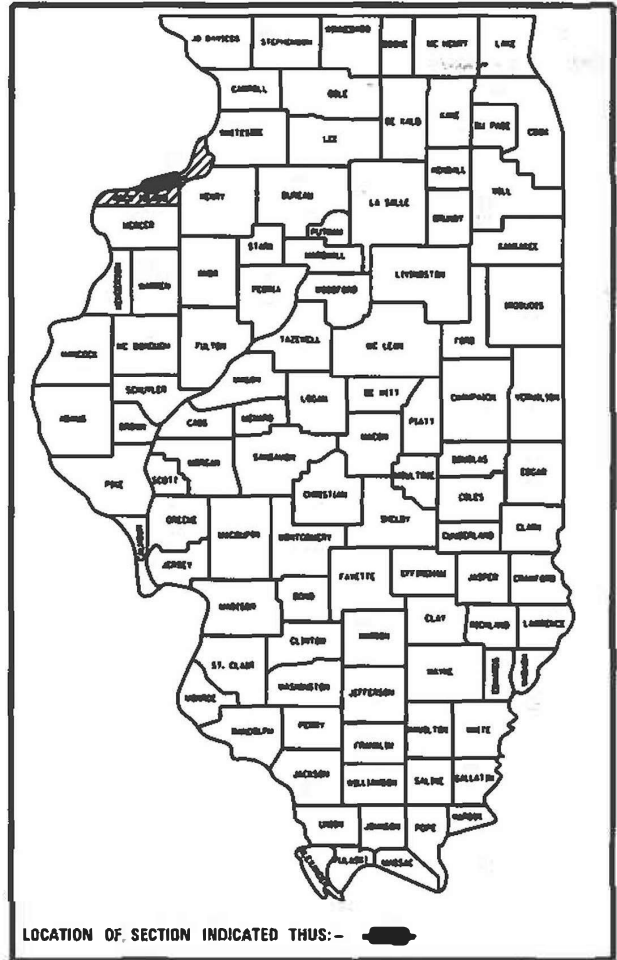 JO DAVIESS STEPHENSON WINNEBAGO BOONE MC HENRY LAKE
CARROLL OGLE DE KALB KANE DU PAGE COOK
WHITESIDE LEE
KENDALL WILL
HENRY BUREAU LA SALLE GRUNDY
MERCER PUTNAM
STARK MARSHALL KANKAKEE
HENDERSON WARREN KNOX PEORIA WOODFORD LIVINGSTON IROQUOIS
HANCOCK MC DONOUGH FULTON TAZEWELL MC LEAN FORD
SCHUYLER MASON LOGAN DE WITT CHAMPAIGN VERMILION
ADAMS BROWN CASS MENARD MACON PIATT
PIKE SCOTT MORGAN SANGAMON CHRISTIAN MOULTRIE DOUGLAS EDGAR
COLES
CALHOUN GREENE MACOUPIN MONTGOMERY SHELBY CUMBERLAND CLARK
JERSEY FAYETTE EFFINGHAM JASPER CRAWFORD
MADISON BOND
CLINTON MARION CLAY RICHLAND LAWRENCE
ST. CLAIR WASHINGTON JEFFERSON WAYNE EDWARDS WABASH
MONROE
RANDOLPH PERRY FRANKLIN HAMILTON WHITE
JACKSON WILLIAMSON SALINE GALLATIN
UNION JOHNSON POPE HARDIN
ALEXANDER PULASKI MASSAC
LOCATION OF SECTION INDICATED THUS:-